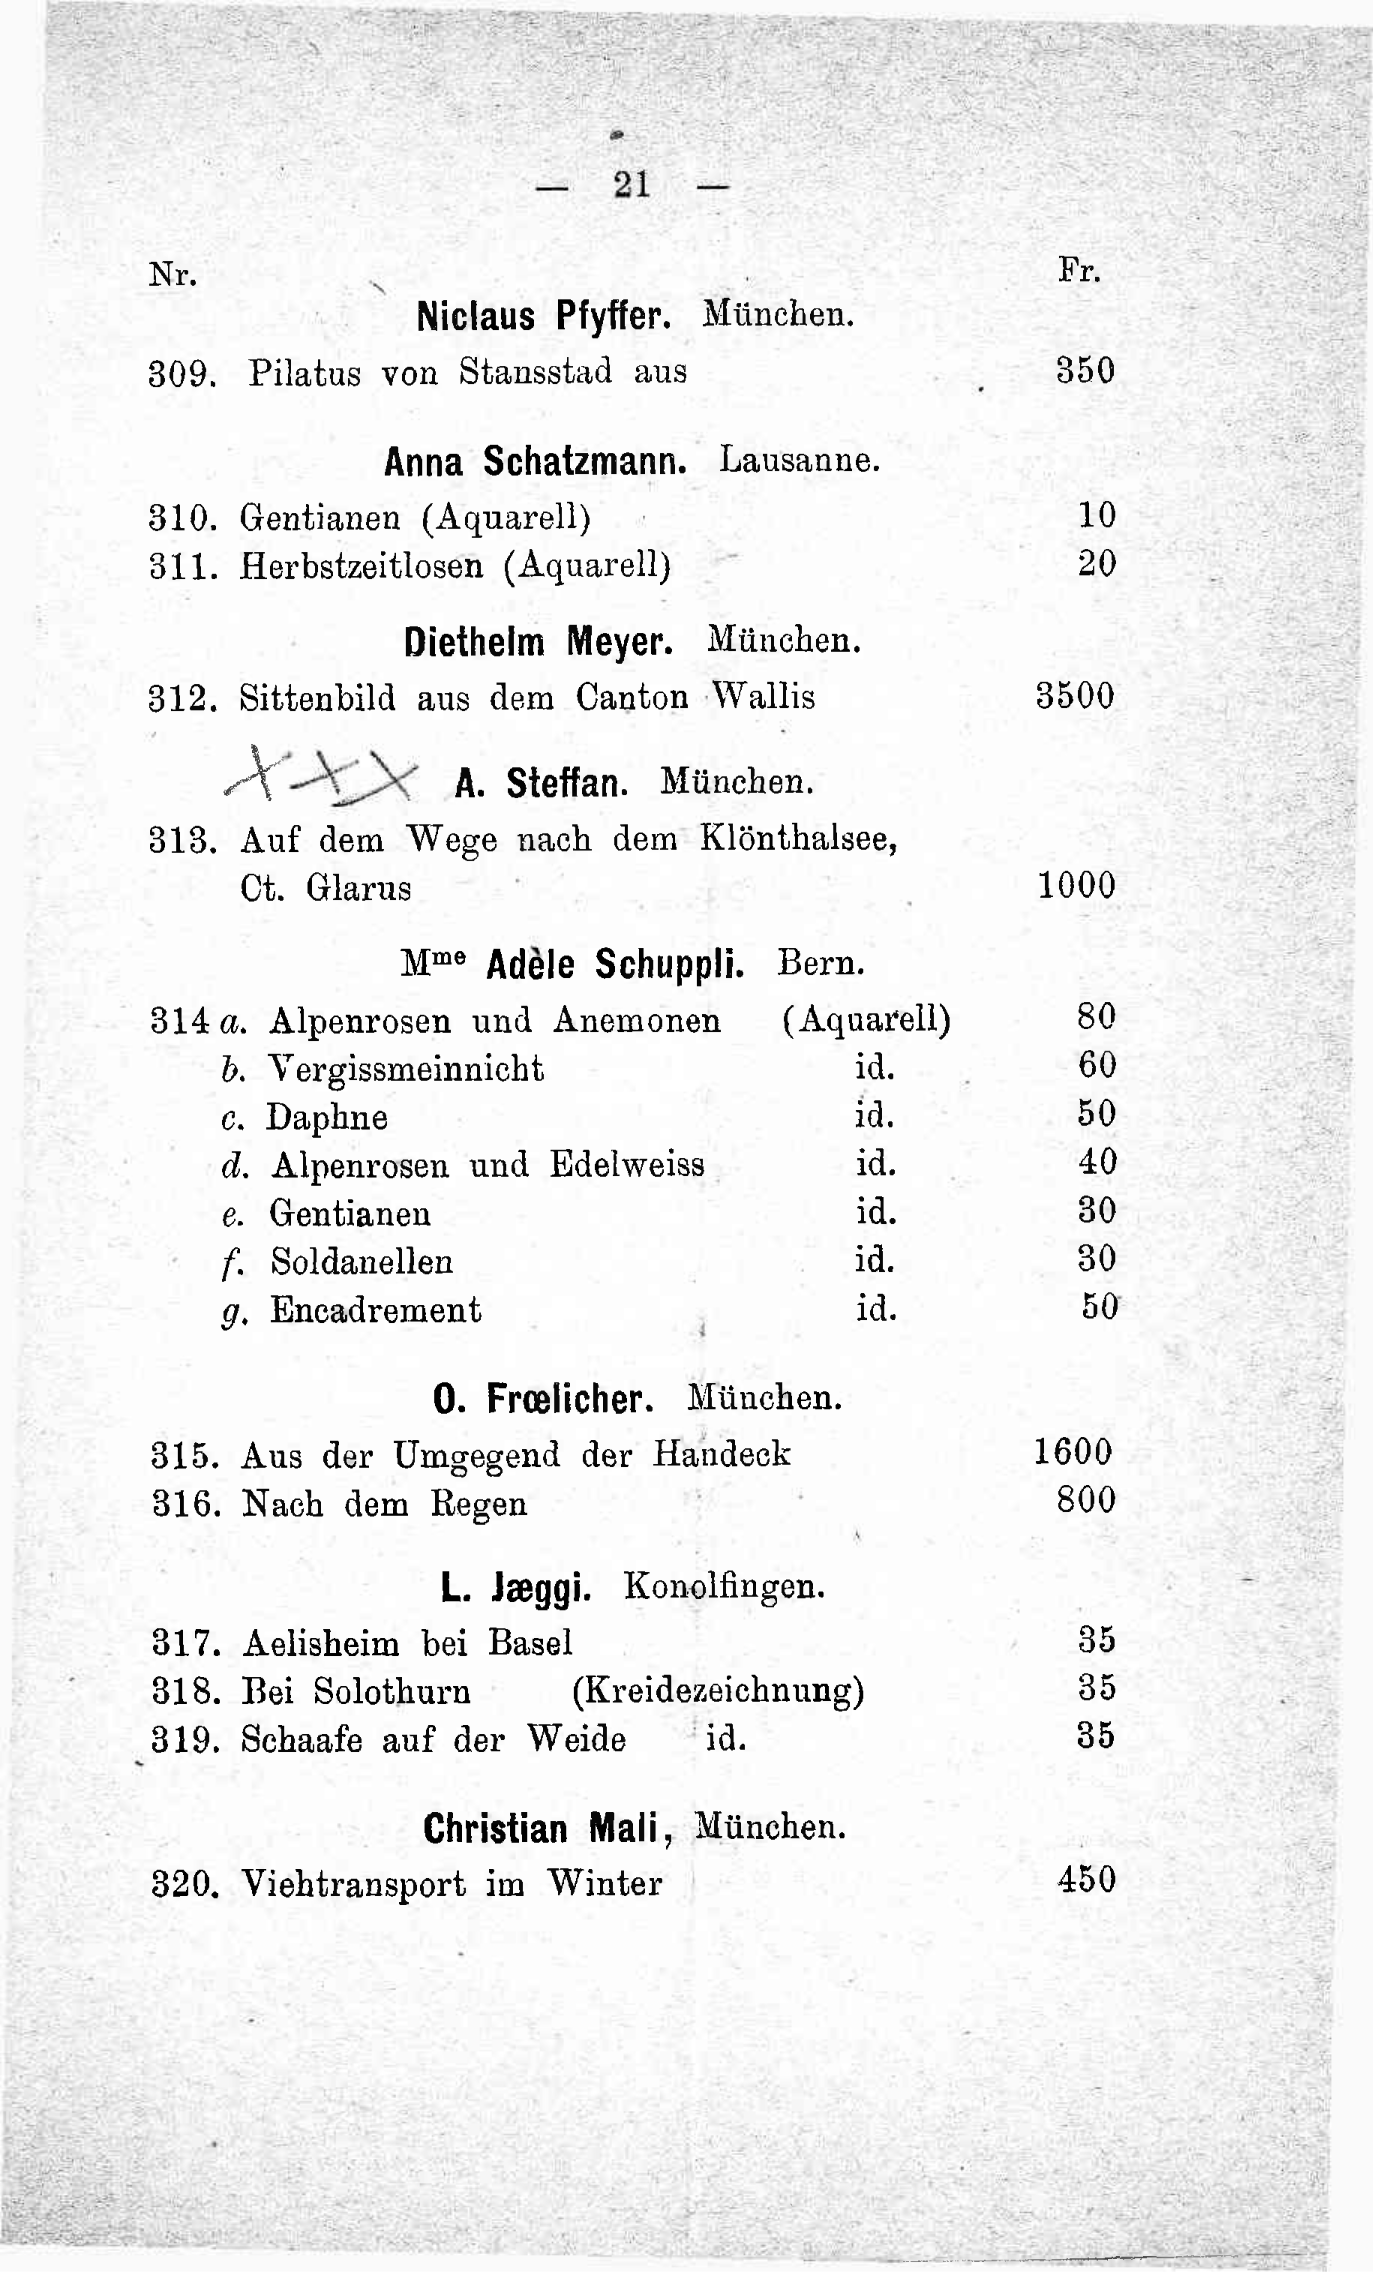 — 21 —
Nr. Fr.
Niclaus Pfyffer. München.
309. Pilatus von Stansstad aus 350
Anna Schatzmann. Lausanne.
310. Gentianen (Aquarell) 10
311. Herbstzeitlosen (Aquarell) 20
Diethelm Meyer. München.
312. Sittenbild aus dem Canton Wallis 3500
XXX A. Steffan. München.
313. Auf dem Wege nach dem Klönthalsee,
Ct. Glarus 1000
Mme Adèle Schuppli. Bern.
314 a. Alpenrosen und Anemonen (Aquarell) 80
b. Vergissmeinnicht id. 60
c. Daphne id. 50
d. Alpenrosen und Edelweiss id. 40
e. Gentianen id. 30
f. Soldanellen id. 30
g. Encadrement id. 50
O. Frœlicher. München.
315. Aus der Umgegend der Handeck 1600
316. Nach dem Regen 800
L. Jæggi. Konolfingen.
317. Aelisheim bei Basel 35
318. Bei Solothurn (Kreidezeichnung) 35
319. Schaafe auf der Weide id. 35
Christian Mali, München.
320. Viehtransport im Winter 450